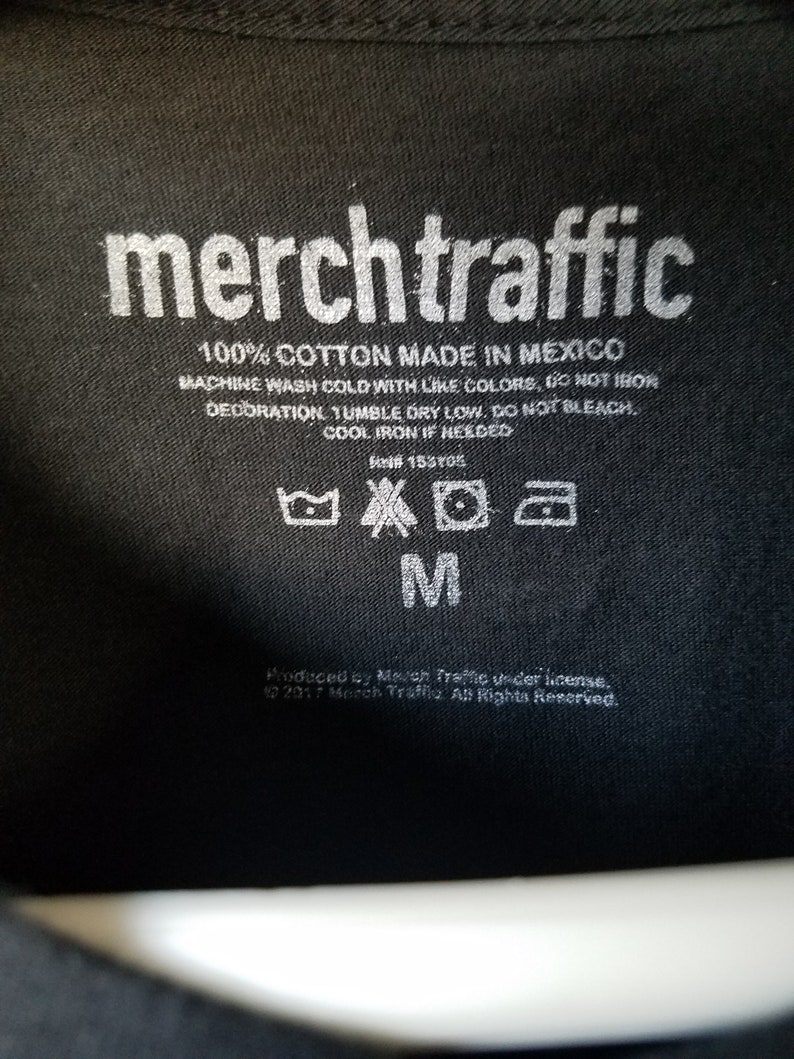 merchtraffic
100% COTTON MADE IN MEXICO
MACHINE WASH COLD WITH LIKE COLORS, DO NOT IRON
DECORATION. TUMBLE DRY LOW. DO NOT BLEACH.
COOL IRON IF NEEDED
Rn#
M
Produced by Merch Traffic under license.
© 2017 Merch Traffic. All Rights Reserved.